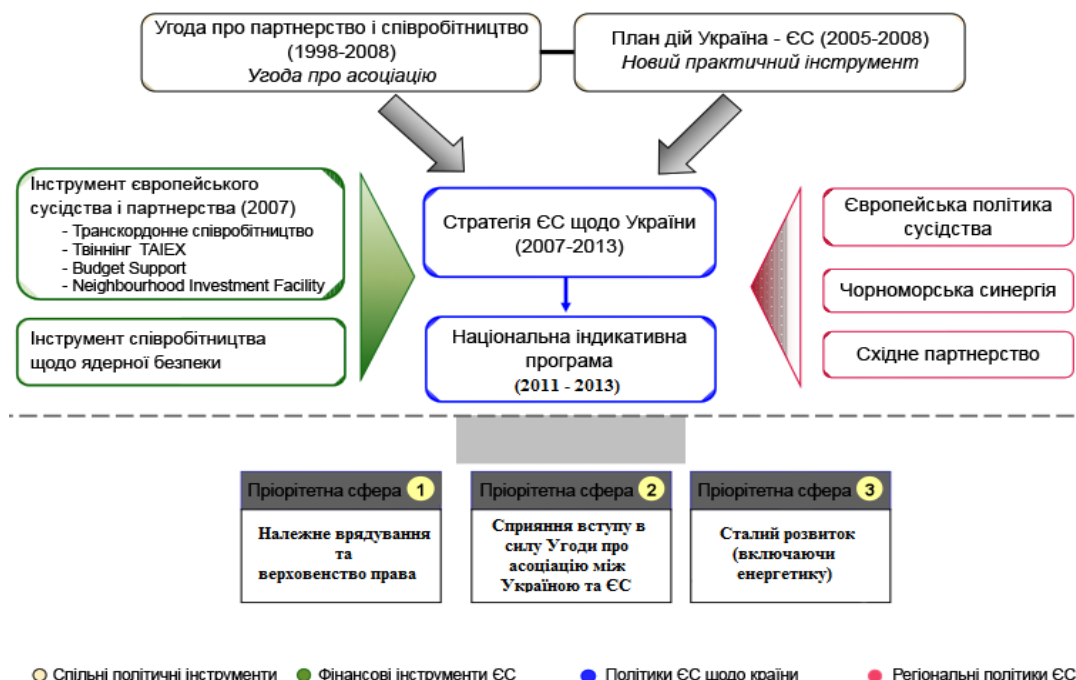 Угода про партнерство і співробітництво
(1998-2008)
Угода про асоціацію
План дій Україна - ЄС (2005-2008)
Новий практичний інструмент
Інструмент європейського
сусідства і партнерства (2007)
- Транскордонне співробітництво
- Твіннінг TAIEX
- Budget Support
- Neighbourhood Investment Facility
Інструмент співробітництва
щодо ядерної безпеки
Стратегія ЄС щодо України
(2007-2013)
Національна індикативна
програма
(2011 - 2013)
Європейська політика
сусідства
Чорноморська синергія
Східне партнерство
Пріорітетна сфера 1
Належне врядування
та
верховенство права
Пріорітетна сфера 2
Сприяння вступу в
силу Угоди про
асоціацію між
Україною та ЄС
Пріорітетна сфера 3
Сталий розвиток
(включаючи
енергетику)
Спільні політичні інструменти
Фінансові інструменти ЄС
Політики ЄС щодо країни
Регіональні політики ЄС